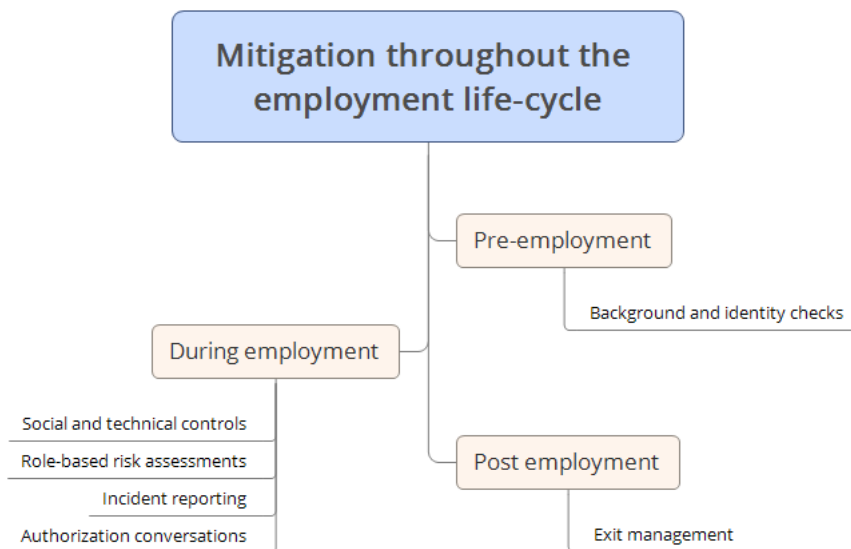 Mitigation throughout the
employment life-cycle
Pre-employment
Background and identity checks
During employment
Social and technical controls
Role-based risk assessments
Incident reporting
Authorization conversations
Post employment
Exit management